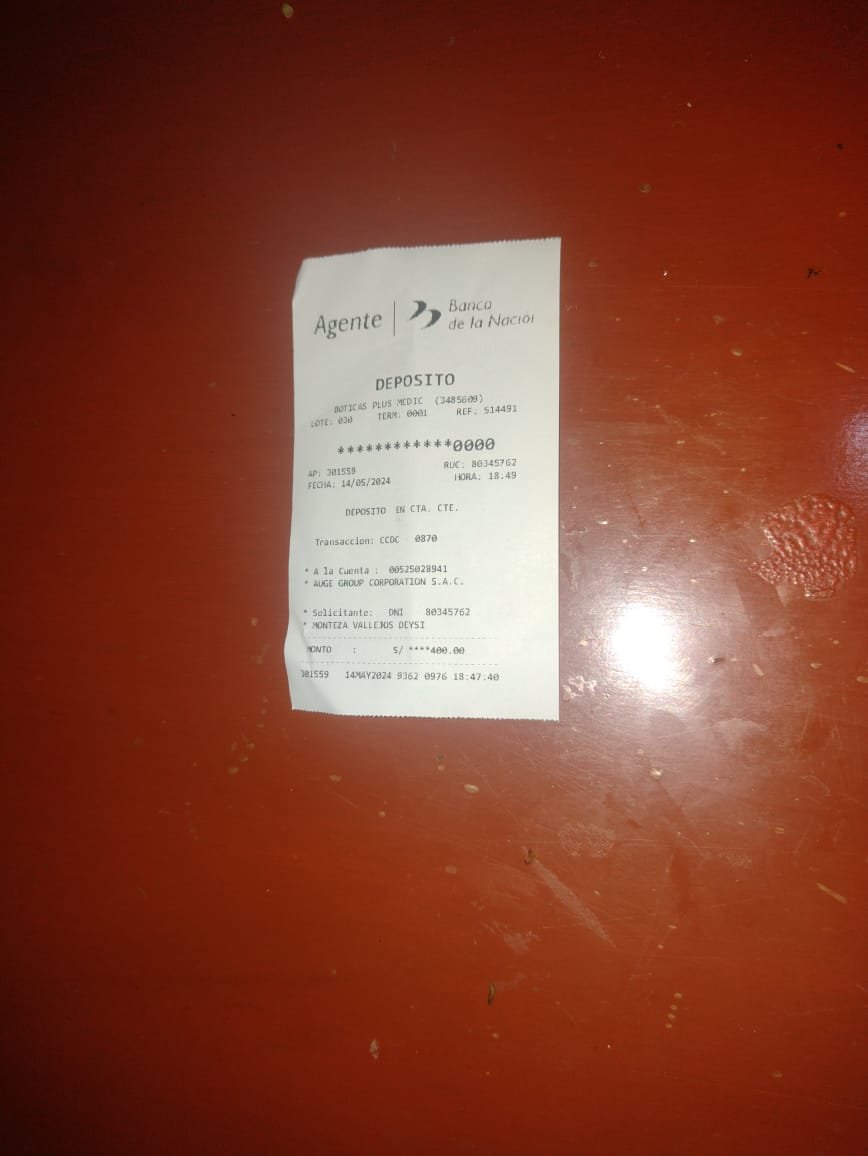 Agente | Banco
de la Nación
DEPOSITO
BOTICAS PLUS MEDIC (3485609)
LOTE: 030 TERM: 0001 REF: 514491
************0000
AP: 301559 RUC: 80345762
FECHA: 14/05/2024 HORA: 18:49
DEPOSITO EN CTA. CTE.
Transaccion: CCDC 0870
* A la Cuenta : 00525028941
* AUGE GROUP CORPORATION S.A.C.
* Solicitante: DNI 80345762
* MONTEZA VALLEJOS DEYSI
MONTO : S/ ****400.00
301559 14MAY2024 9362 0976 18:47:40